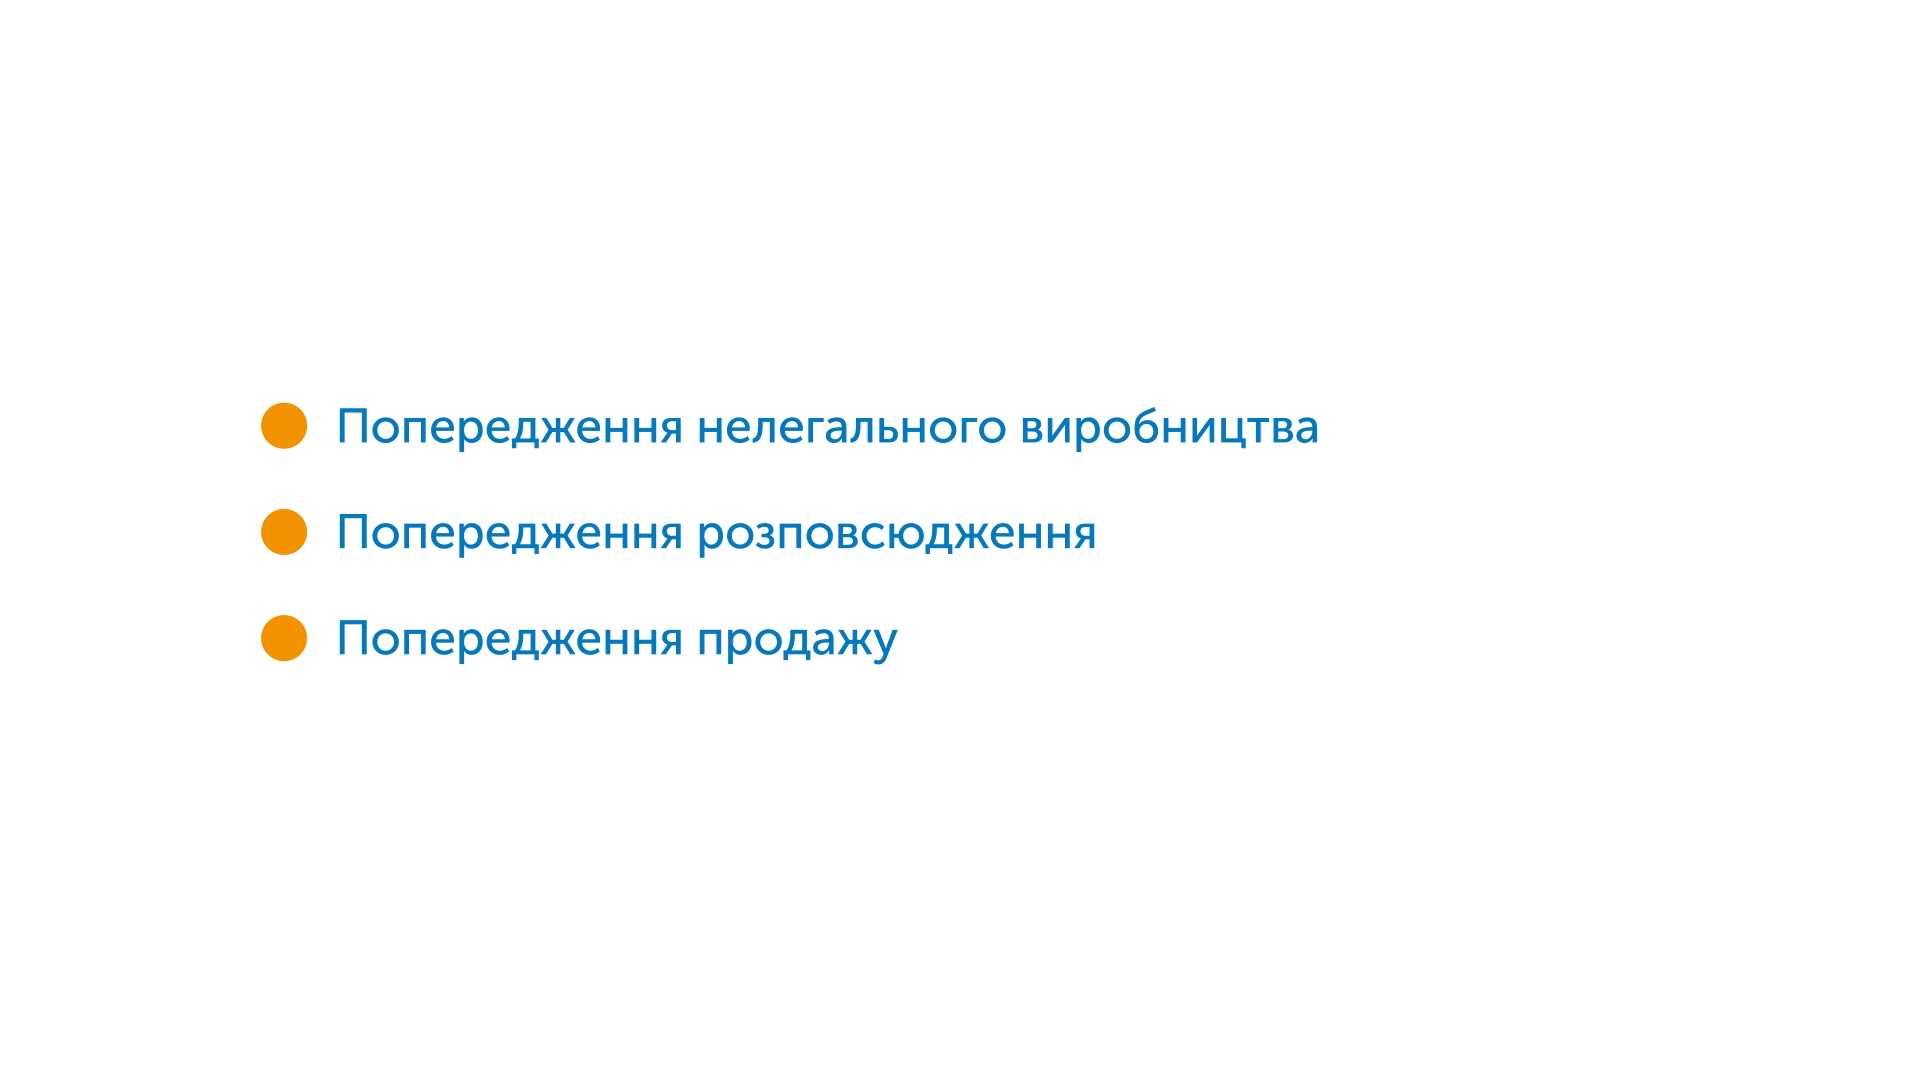 Попередження нелегального виробництва
Попередження розповсюдження
Попередження продажу